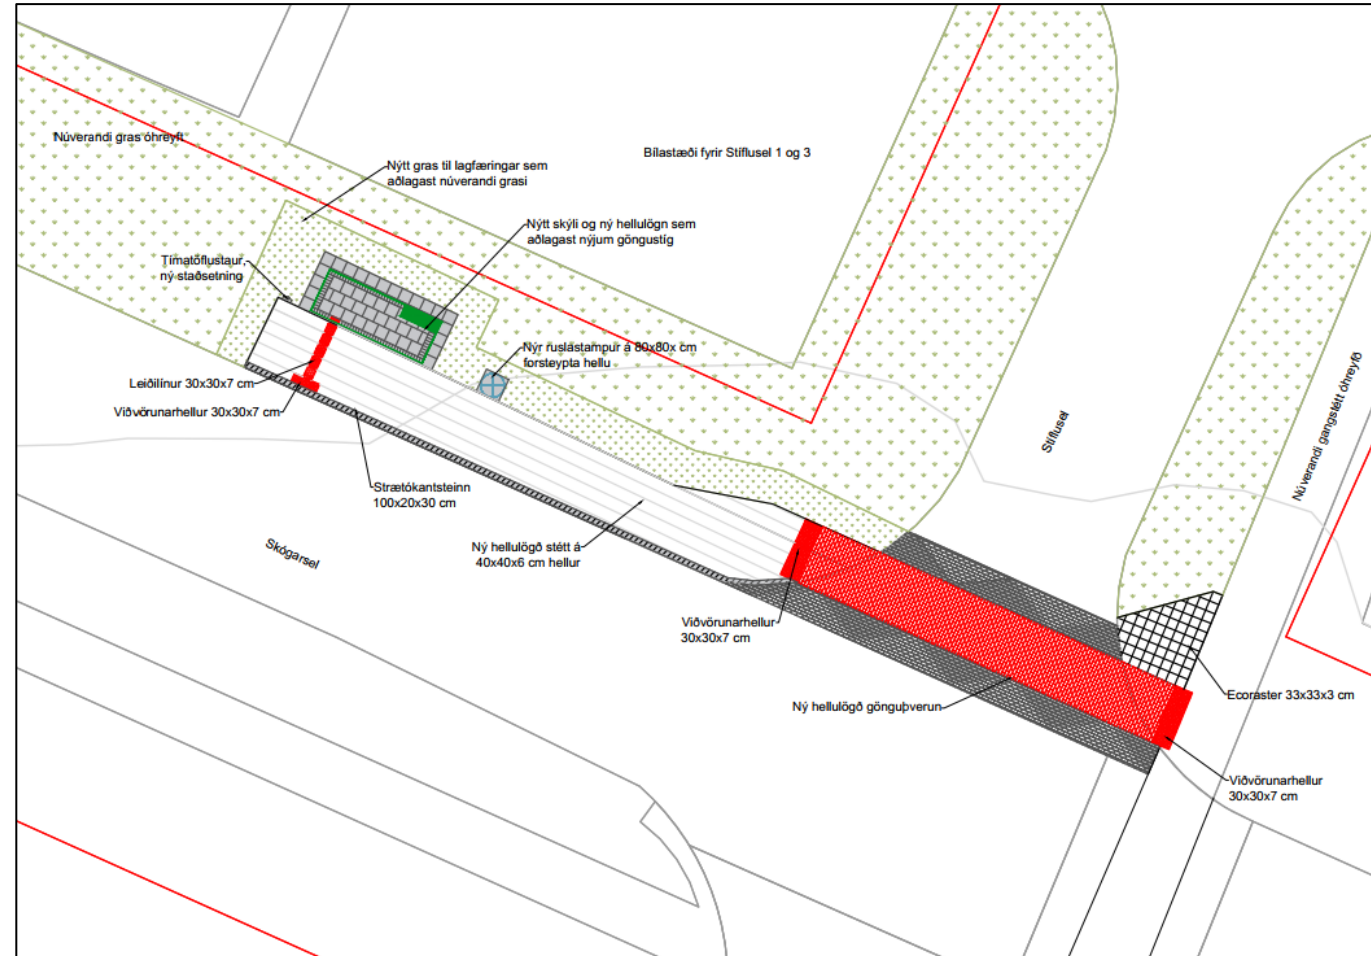 Núverandi gras óhreyft
Bílastæði fyrir Stíflusel 1 og 3
Nýtt gras til lagfæringar sem
aðlagast núverandi grasi
Nýtt skýli og ný hellulögn sem
aðlagast nýjum göngustíg
Tímatöflustaur,
ný staðsetning
Nýr ruslastampur á 80x80x cm
forsteypta hellu
Leiðilínur 30x30x7 cm
Viðvörunarhellur 30x30x7 cm
Stíflusel
Núverandi gangstétt óhreyfð
Strætókantsteinn
100x20x30 cm
Skógarsel
Ný hellulögð stétt á
40x40x6 cm hellur
Viðvörunarhellur
30x30x7 cm
Ecoraster 33x33x3 cm
Ný hellulögð gönguþverun
Viðvörunarhellur
30x30x7 cm